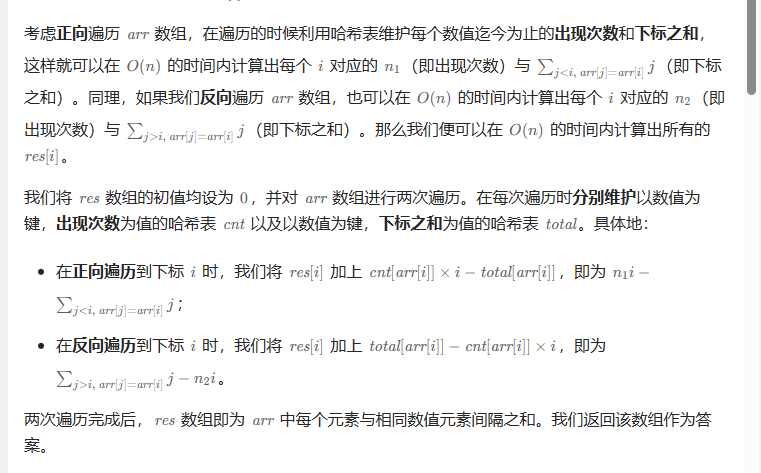 考虑正向遍历 arr 数组，在遍历的时候利用哈希表维护每个数值迄今为止的出现次数和下标之和，
这样就可以在 O(n) 的时间内计算出每个 i 对应的 n₁（即出现次数）与 ∑_{j<i, arr[j]=arr[i]} j（即下标
之和）。同理，如果我们反向遍历 arr 数组，也可以在 O(n) 的时间内计算出每个 i 对应的 n₂（即
出现次数）与 ∑_{j>i, arr[j]=arr[i]} j（即下标之和）。那么我们便可以在 O(n) 的时间内计算出所有的
res[i]。
我们将 res 数组的初值均设为 0，并对 arr 数组进行两次遍历。在每次遍历时分别维护以数值为
键，出现次数为值的哈希表 cnt 以及以数值为键，下标之和为值的哈希表 total。具体地：
• 在正向遍历到下标 i 时，我们将 res[i] 加上 cnt[arr[i]] × i − total[arr[i]]，即为 n₁i −
∑_{j<i, arr[j]=arr[i]} j；
• 在反向遍历到下标 i 时，我们将 res[i] 加上 total[arr[i]] − cnt[arr[i]] × i，即为
∑_{j>i, arr[j]=arr[i]} j − n₂i。
两次遍历完成后，res 数组即为 arr 中每个元素与相同数值元素间隔之和。我们返回该数组作为答
案。